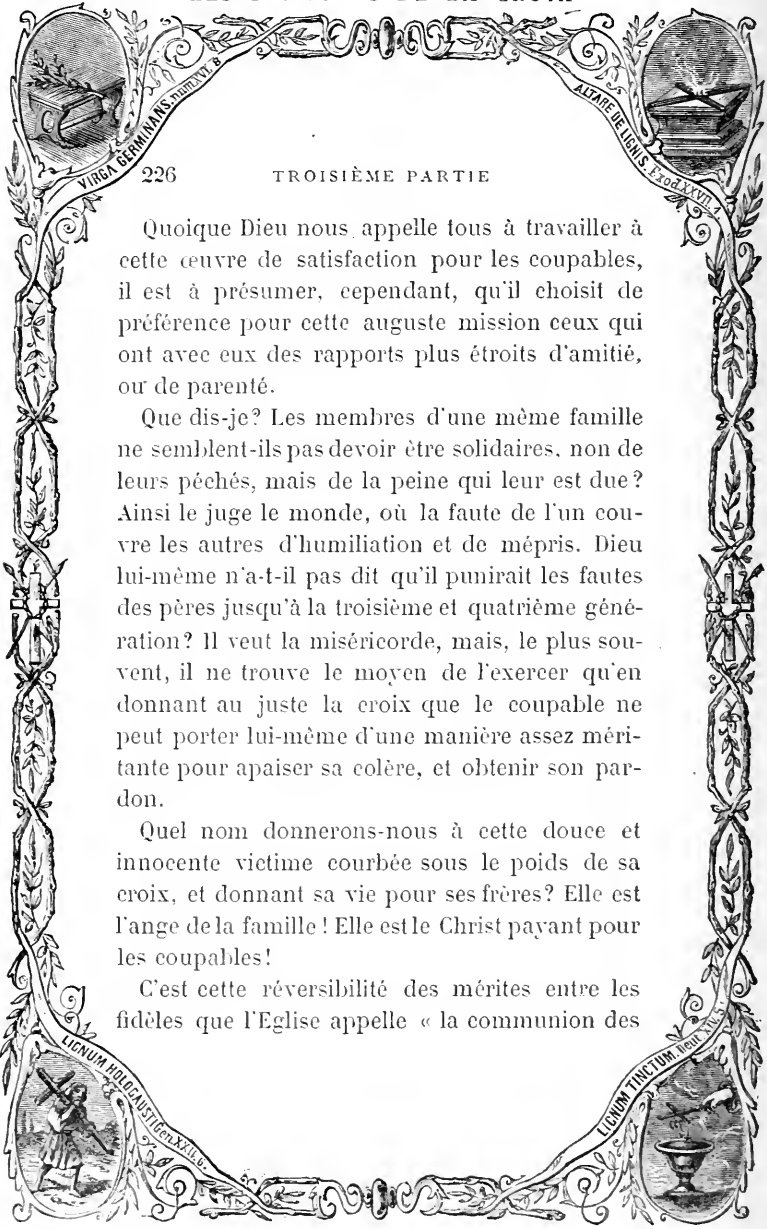 VIRGA GERMINANS. num. XVI. 8
ALTARE DE LIGNIS. Exod. XXVII. 1
226 TROISIÈME PARTIE
Quoique Dieu nous appelle tous à travailler à
cette œuvre de satisfaction pour les coupables,
il est à présumer, cependant, qu'il choisit de
préférence pour cette auguste mission ceux qui
ont avec eux des rapports plus étroits d'amitié,
ou de parenté.
Que dis-je? Les membres d'une même famille
ne semblent-ils pas devoir être solidaires, non de
leurs péchés, mais de la peine qui leur est due?
Ainsi le juge le monde, où la faute de l'un cou-
vre les autres d'humiliation et de mépris. Dieu
lui-même n'a-t-il pas dit qu'il punirait les fautes
des pères jusqu'à la troisième et quatrième géné-
ration? Il veut la miséricorde, mais, le plus sou-
vent, il ne trouve le moyen de l'exercer qu'en
donnant au juste la croix que le coupable ne
peut porter lui-même d'une manière assez méri-
tante pour apaiser sa colère, et obtenir son par-
don.
Quel nom donnerons-nous à cette douce et
innocente victime courbée sous le poids de sa
croix, et donnant sa vie pour ses frères? Elle est
l'ange de la famille! Elle est le Christ payant pour
les coupables!
C'est cette réversibilité des mérites entre les
fidèles que l'Eglise appelle « la communion des
LIGNUM HOLOCAUSTI Gen. XXII. 6.
LIGNUM TINCTUM. Deut.